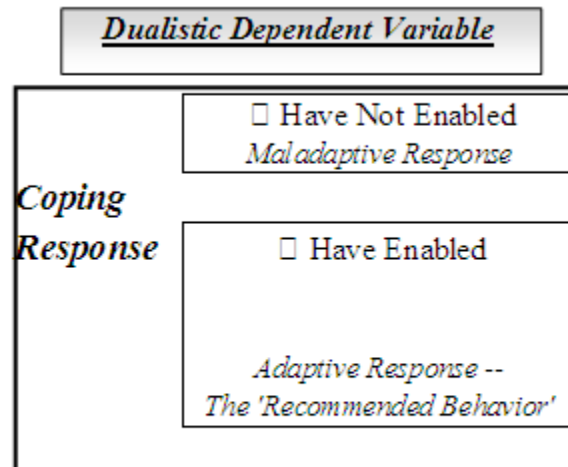 Dualistic Dependent Variable
□ Have Not Enabled
Maladaptive Response
Coping
Response
□ Have Enabled
Adaptive Response --
The 'Recommended Behavior'